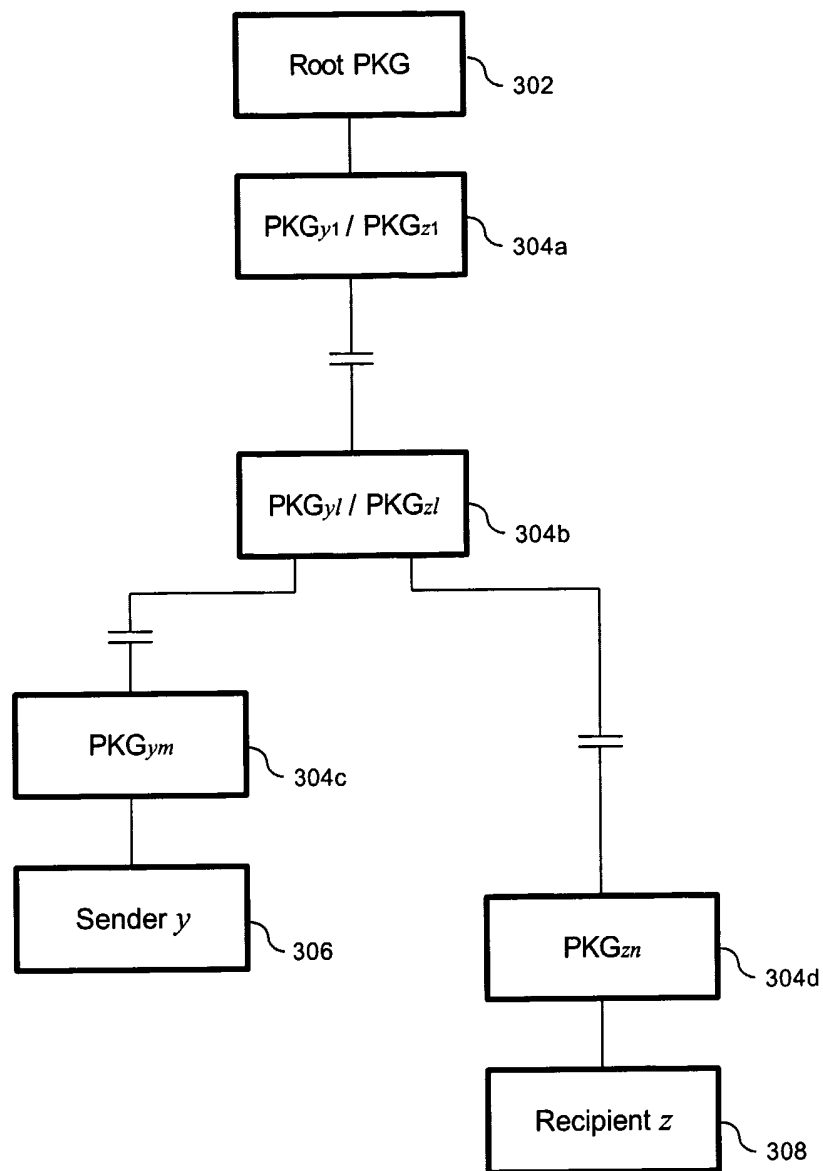 Root PKG
302
PKGy1 / PKGz1
304a
PKGyl / PKGzl
304b
PKGym
304c
Sender y
306
PKGzn
304d
Recipient z
308